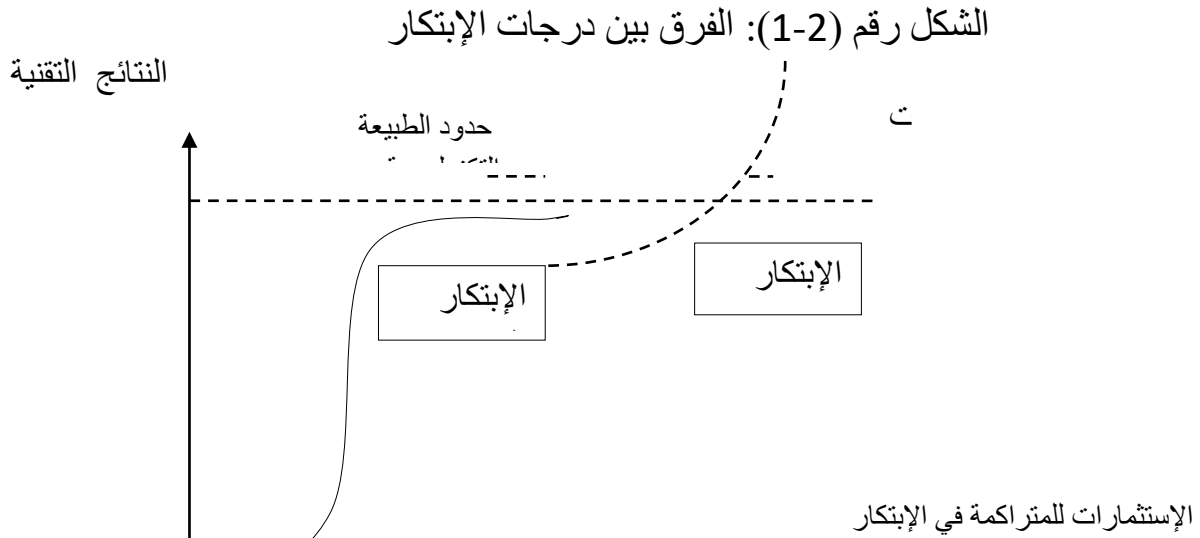 الشكل رقم (2-1): الفرق بين درجات الإبتكار
النتائج التقنية
ت
حدود الطبيعة
الإبتكار
الإبتكار
الإستثمارات للمتراكمة في الإبتكار